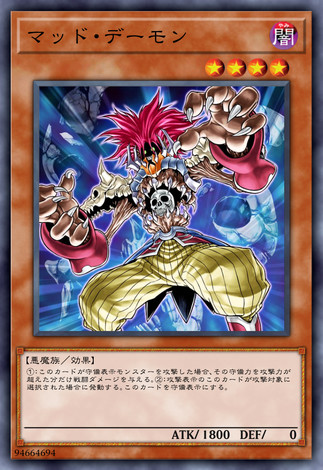 マッド・デーモン
やみ
闇
【悪魔族／効果】
①：このカードが守備表示モンスターを攻撃した場合、その守備力を攻撃力が
超えた分だけ戦闘ダメージを与える。②：攻撃表示のこのカードが攻撃対象に
選択された場合に発動する。このカードを守備表示にする。
ATK/ 1800 DEF/ 0
94664694